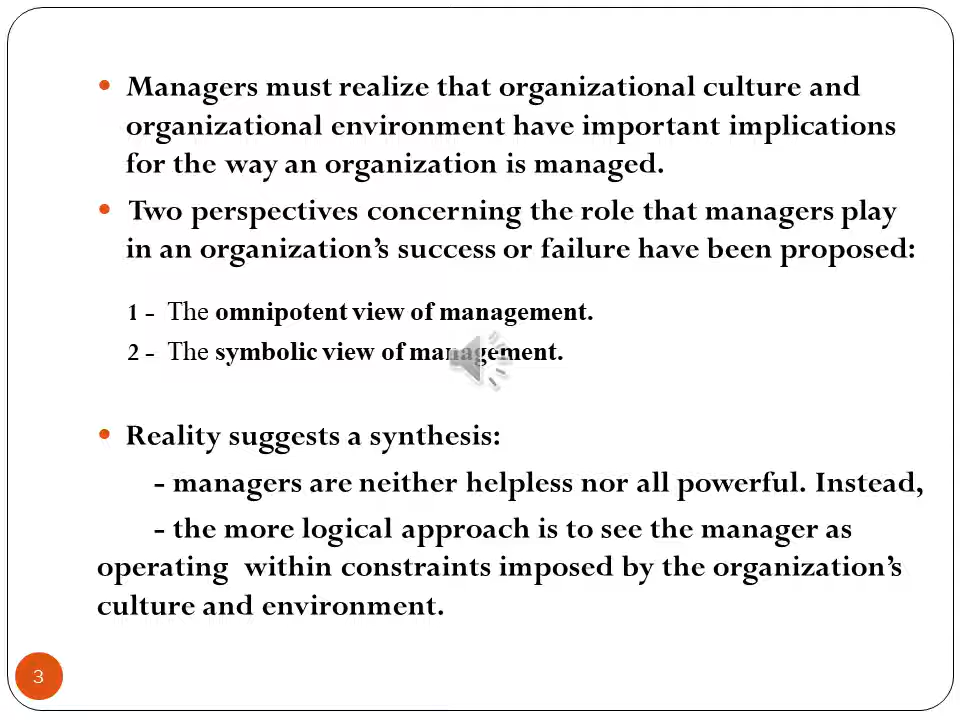 • Managers must realize that organizational culture and
organizational environment have important implications
for the way an organization is managed.
• Two perspectives concerning the role that managers play
in an organization’s success or failure have been proposed:
1 - The omnipotent view of management.
2 - The symbolic view of management.
• Reality suggests a synthesis:
- managers are neither helpless nor all powerful. Instead,
- the more logical approach is to see the manager as
operating within constraints imposed by the organization’s
culture and environment.
3